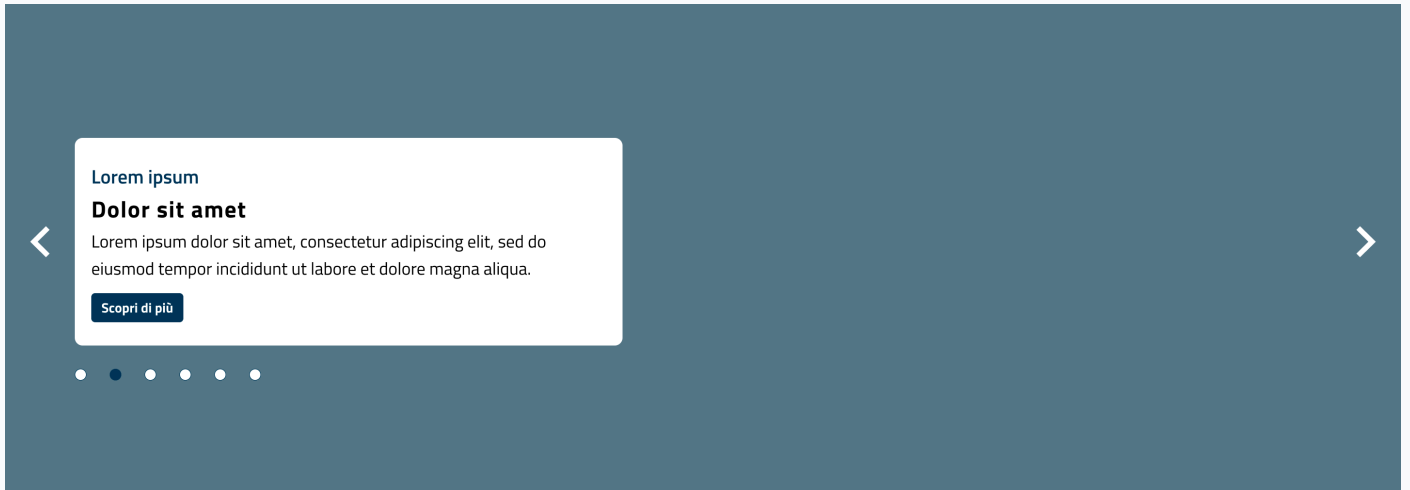 Lorem ipsum
Dolor sit amet
Lorem ipsum dolor sit amet, consectetur adipiscing elit, sed do
eiusmod tempor incididunt ut labore et dolore magna aliqua.
Scopri di più